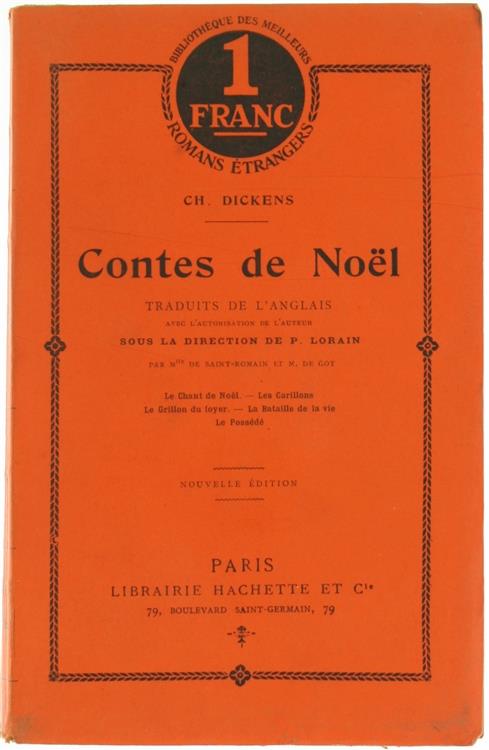 BIBLIOTHÈQUE DES MEILLEURS
1
FRANC
ROMANS ÉTRANGERS
CH. DICKENS
Contes de Noël
TRADUITS DE L'ANGLAIS
AVEC L'AUTORISATION DE L'AUTEUR
SOUS LA DIRECTION DE P. LORAIN
PAR Mlle DE SAINT-ROMAIN ET M. DE GOY
Le Chant de Noël. — Les Carillons
Le Grillon du foyer. — La Bataille de la vie
Le Possédé
NOUVELLE ÉDITION
PARIS
LIBRAIRIE HACHETTE ET Cie
79, BOULEVARD SAINT-GERMAIN, 79